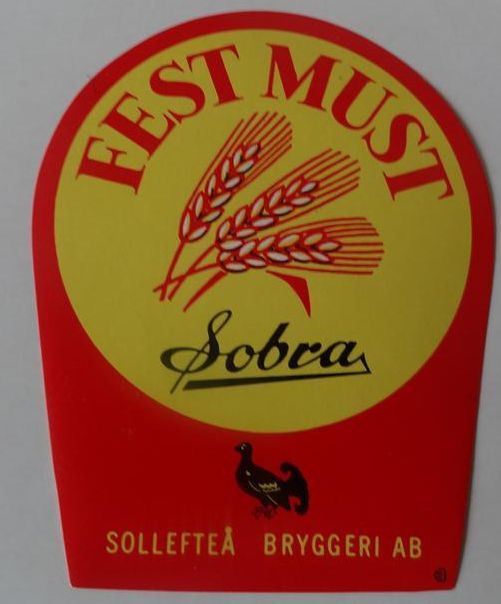 FEST MUST
Sobra
SOLLEFTEÅ BRYGGERI AB